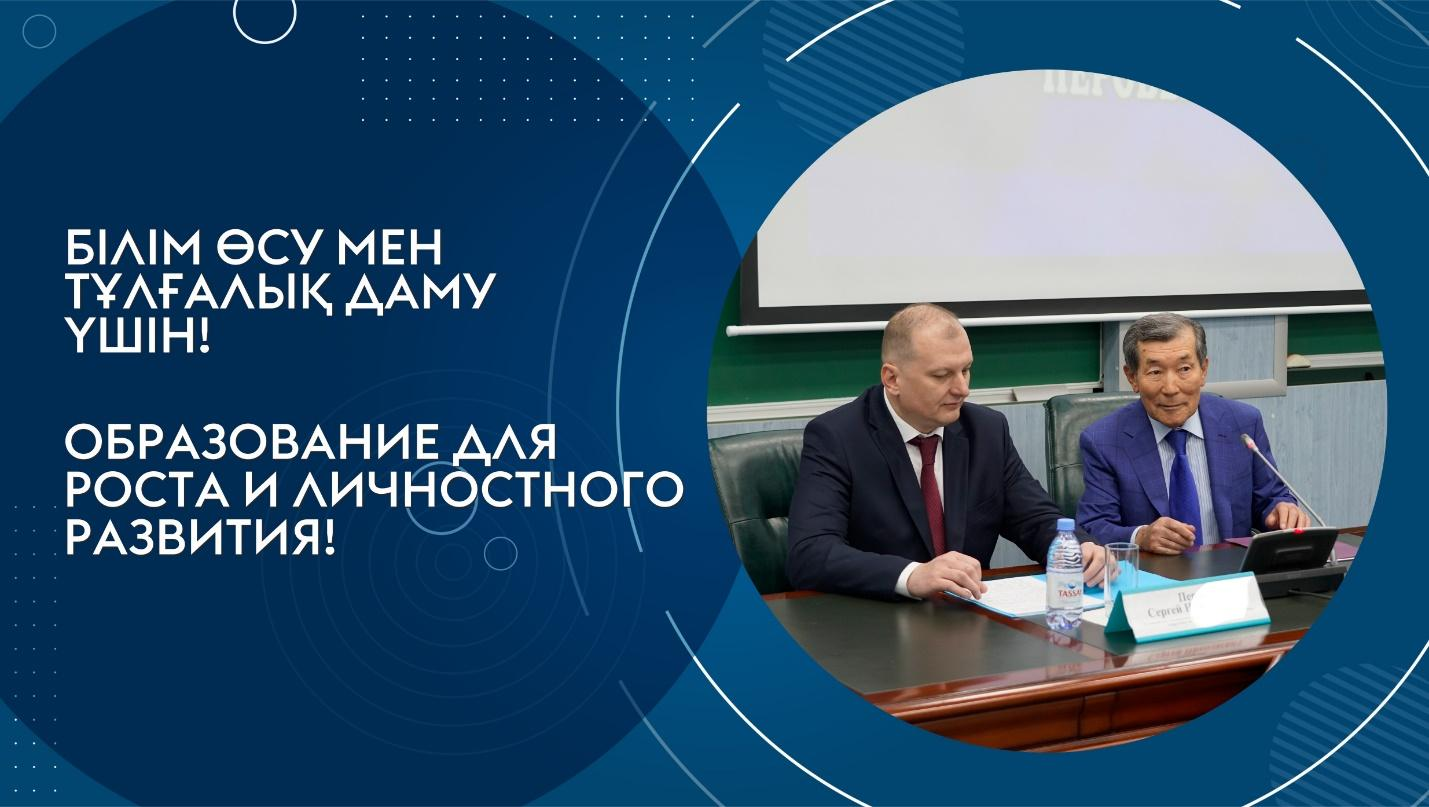 БІЛІМ ӨСУ МЕН
ТҰЛҒАЛЫҚ ДАМУ
ҮШІН!
ОБРАЗОВАНИЕ ДЛЯ
РОСТА И ЛИЧНОСТНОГО
РАЗВИТИЯ!
TASSAY
Сергей